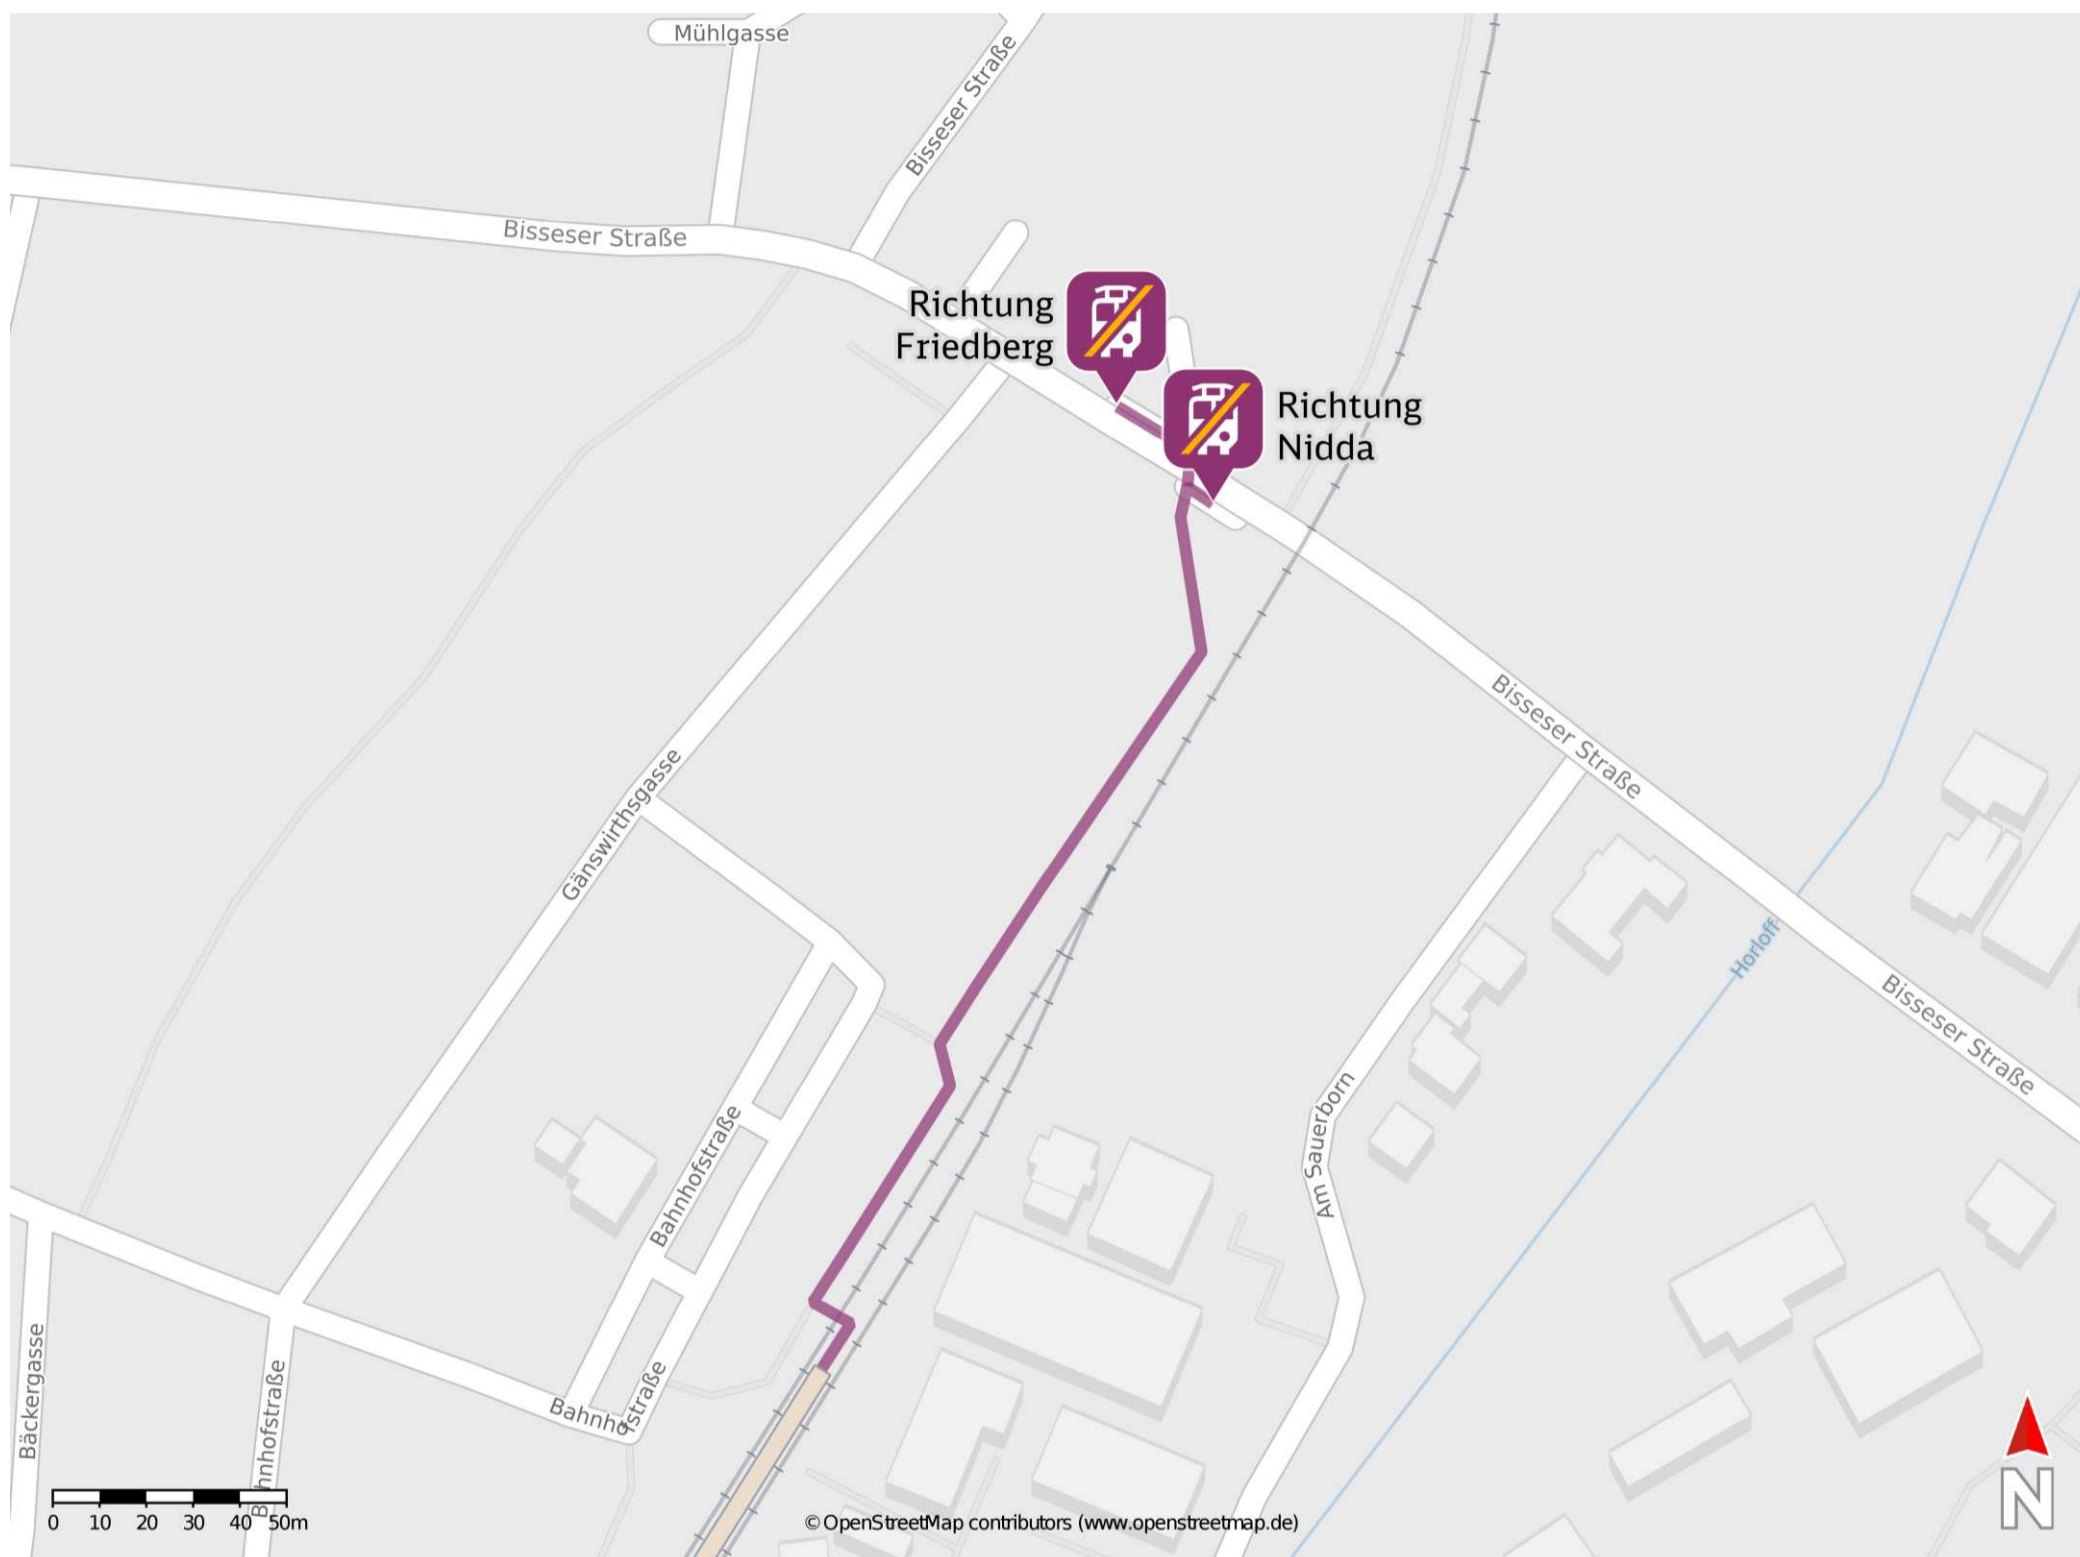 Mühlgasse
Bisseser Straße
Bisseser Straße
Richtung
Friedberg
Richtung
Nidda
Bisseser Straße
Gänswirthsgasse
Horloff
Bisseser Straße
Am Sauerborn
Bahnhofstraße
Bäckergasse
Bahnhofstraße
Bahnhofstraße
0 10 20 30 40 50m
© OpenStreetMap contributors (www.openstreetmap.de)
N